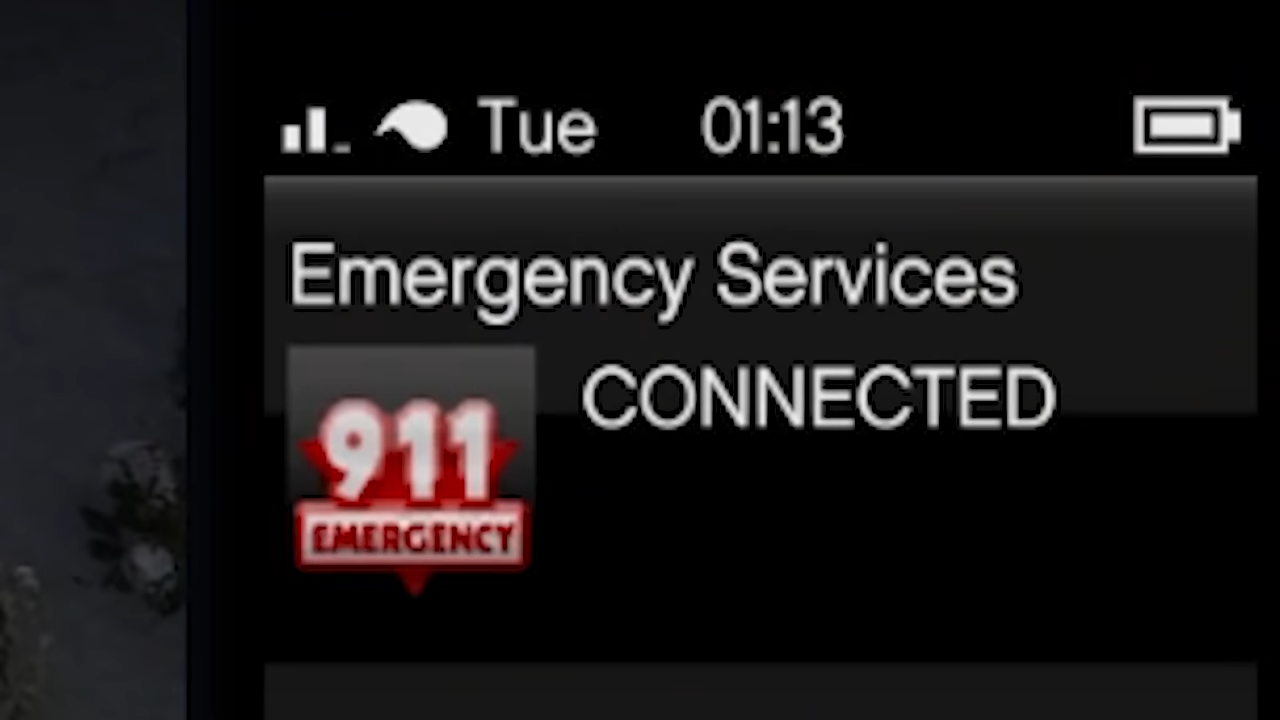 Tue 01:13
Emergency Services
CONNECTED
911
EMERGENCY